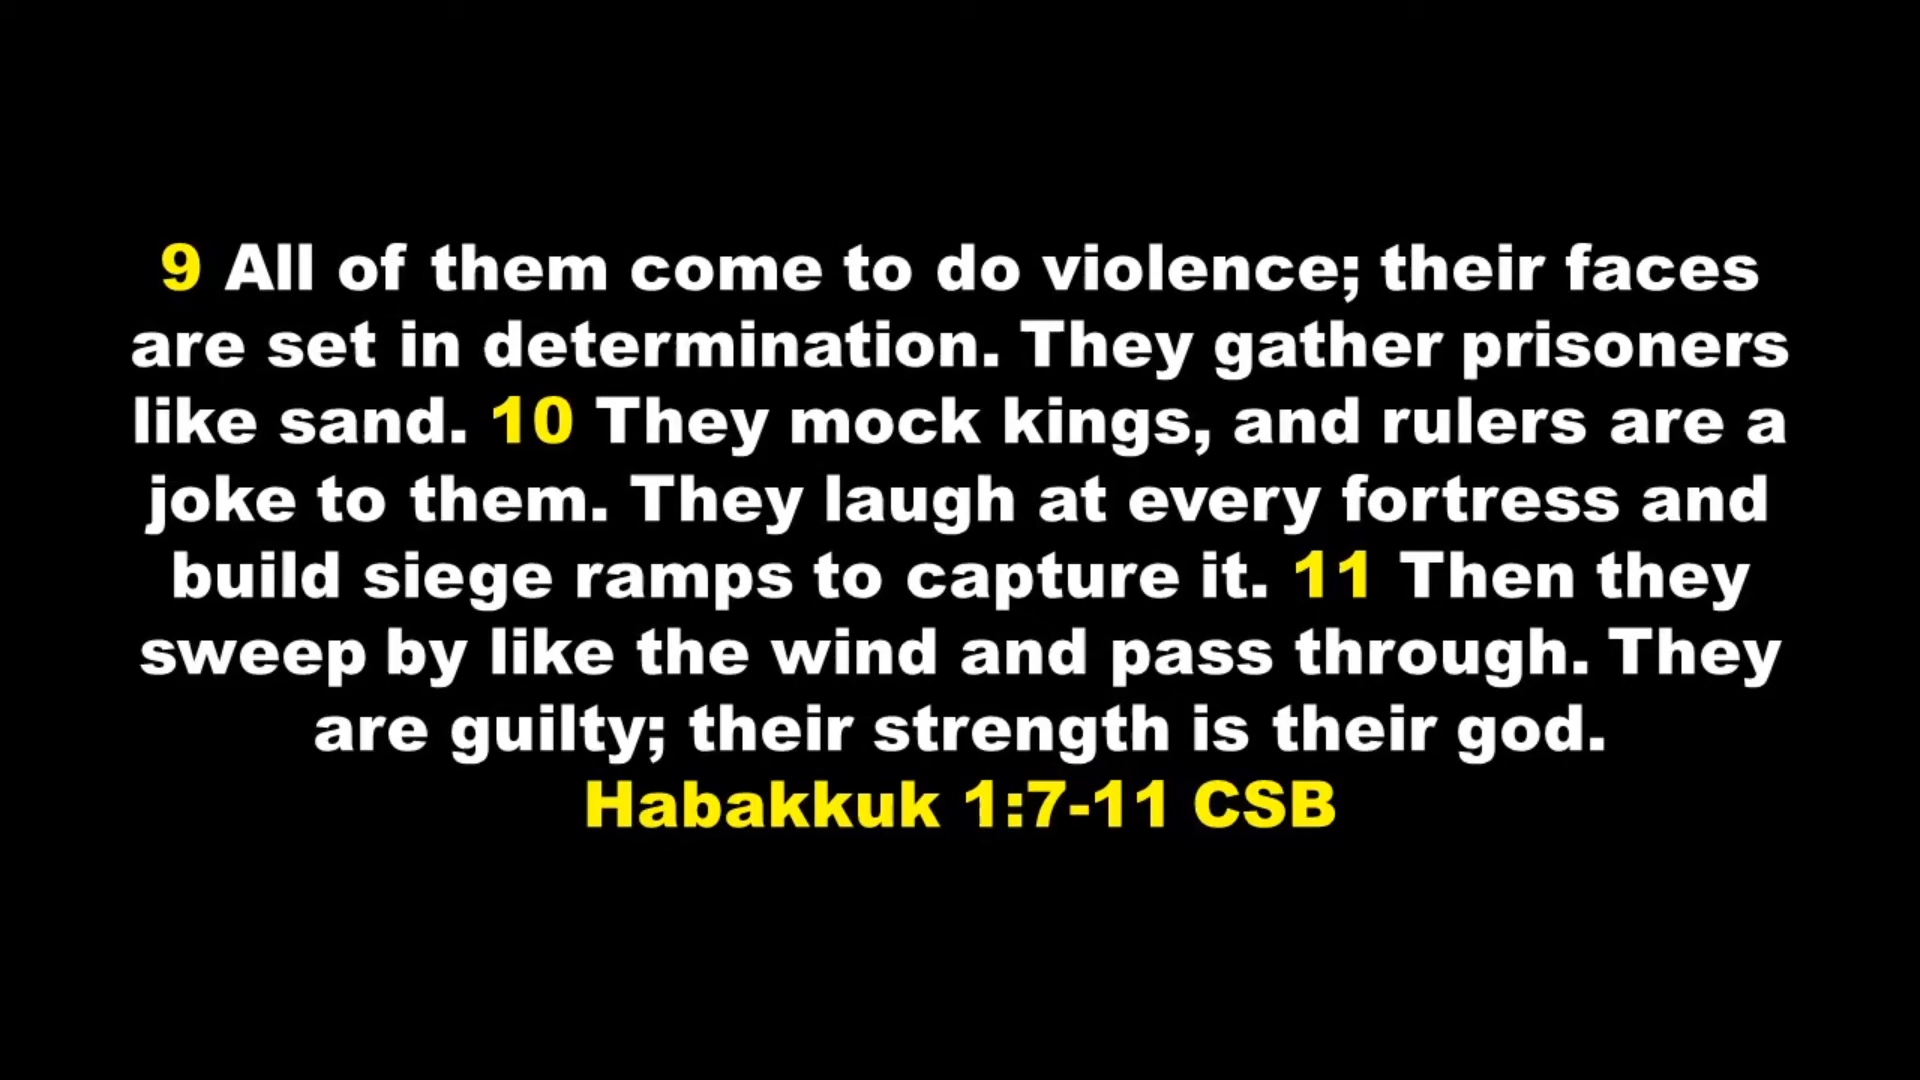 9 All of them come to do violence; their faces
are set in determination. They gather prisoners
like sand. 10 They mock kings, and rulers are a
joke to them. They laugh at every fortress and
build siege ramps to capture it. 11 Then they
sweep by like the wind and pass through. They
are guilty; their strength is their god.
Habakkuk 1:7-11 CSB